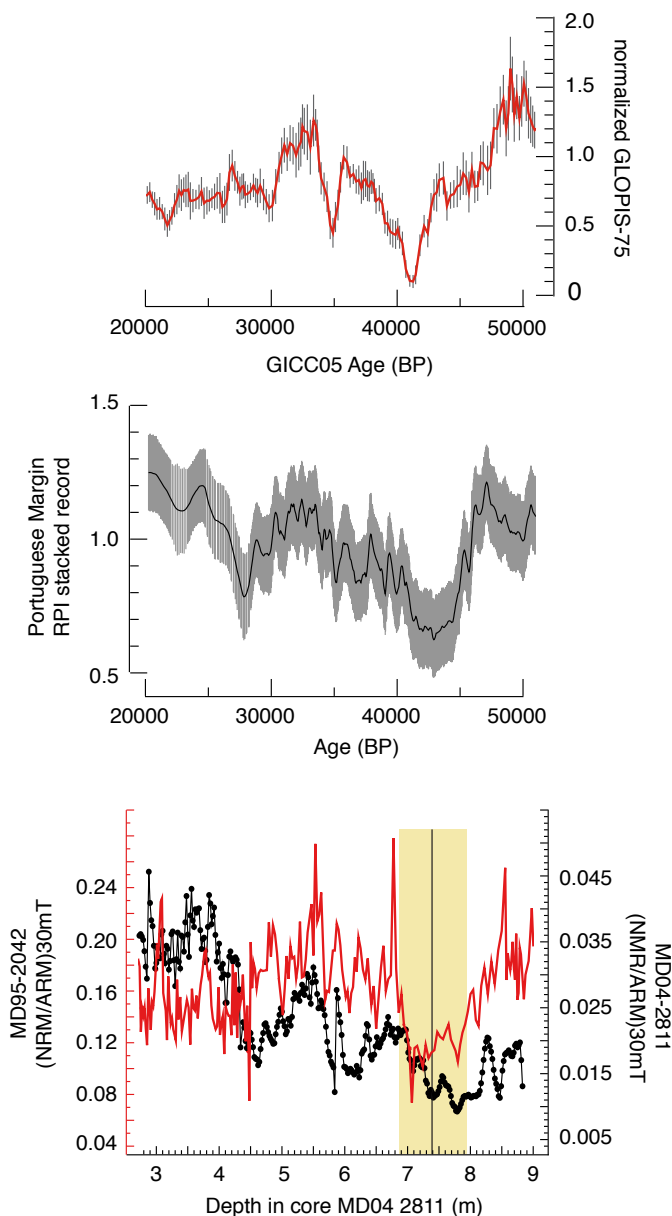 2.0
1.5
1.0
0.5
0
normalized GLOPIS-75
20000 30000 40000 50000
GICC05 Age (BP)
1.5
1.0
0.5
Portuguese Margin
RPI stacked record
20000 30000 40000 50000
Age (BP)
MD95-2042
(NRM/ARM)30mT
0.24
0.20
0.16
0.12
0.08
0.04
0.045
0.035
0.025
0.015
0.005
MD04-2811
(NMR/ARM)30mT
3 4 5 6 7 8 9
Depth in core MD04 2811 (m)